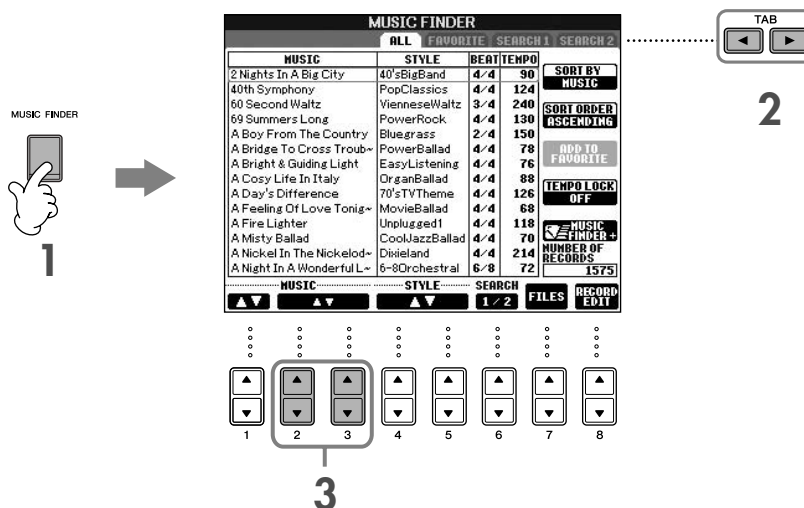 MUSIC FINDER
1
MUSIC FINDER
ALL FAVORITE SEARCH 1 SEARCH 2
MUSIC STYLE BEAT TEMPO
2 Nights In A Big City 40'sBigBand 4/4 90
40th Symphony PopClassics 4/4 124
60 Second Waltz VienneseWaltz 3/4 240
69 Summers Long PowerRock 4/4 130
A Boy From The Country Bluegrass 2/4 150
A Bridge To Cross Troub~ PowerBallad 4/4 78
A Bright & Guiding Light EasyListening 4/4 76
A Cosy Life In Italy OrganBallad 4/4 88
A Day's Difference 70'sTVTheme 4/4 126
A Feeling Of Love Tonig~ MovieBallad 4/4 68
A Fire Lighter Unplugged1 4/4 118
A Misty Ballad CoolJazzBallad 4/4 70
A Nickel In The Nickelod~ Dixieland 4/4 214
A Night In A Wonderful L~ 6-8Orchestral 6/8 72
SORT BY
MUSIC
SORT ORDER
ASCENDING
ADD TO
FAVORITE
TEMPO LOCK
OFF
MUSIC
FINDER +
NUMBER OF
RECORDS
1575
MUSIC STYLE SEARCH
1/2 FILES RECORD
EDIT
TAB
2
1 2 3 4 5 6 7 8
3